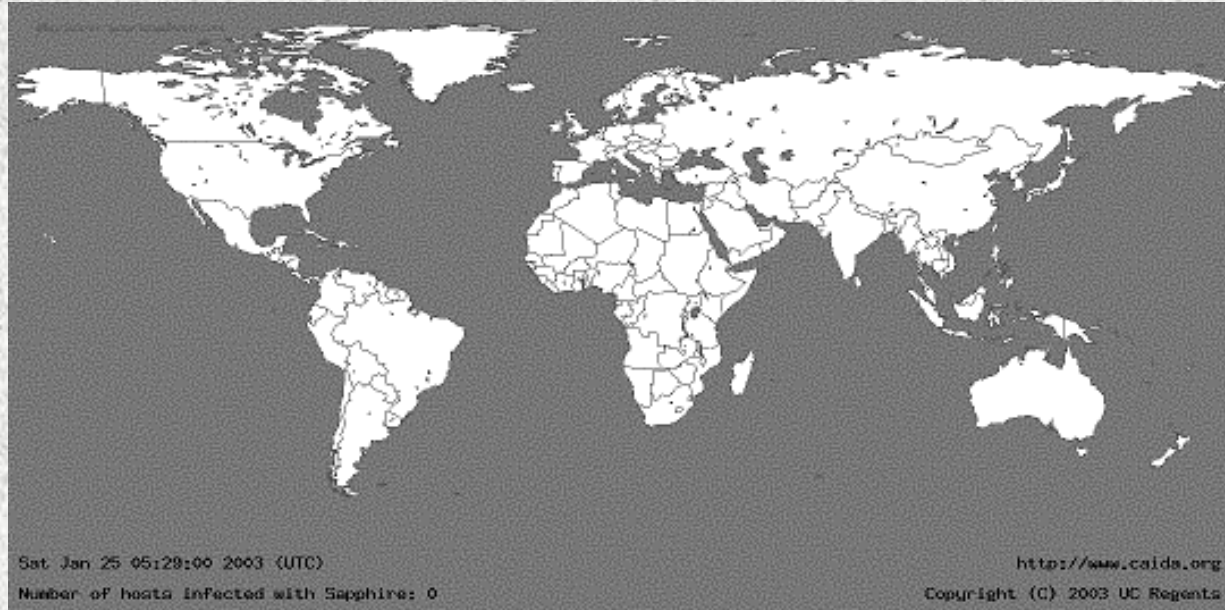 Sat Jan 25 05:29:00 2003 (UTC)
http://www.caida.org
Number of hosts infected with Sapphire: 0
Copyright (C) 2003 UC Regents